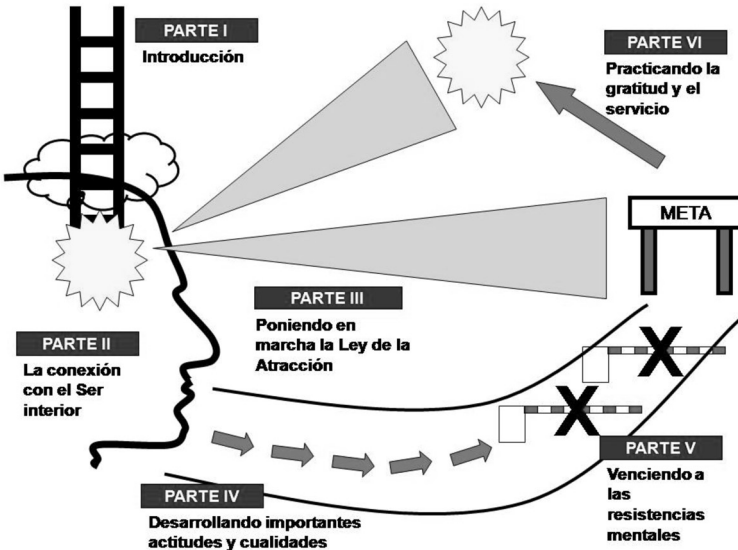 PARTE I
Introducción
PARTE II
La conexión
con el Ser
interior
PARTE III
Poniendo en
marcha la Ley de la
Atracción
PARTE IV
Desarrollando importantes
actitudes y cualidades
PARTE V
Venciendo a
las
resistencias
mentales
PARTE VI
Practicando la
gratitud y el
servicio
META